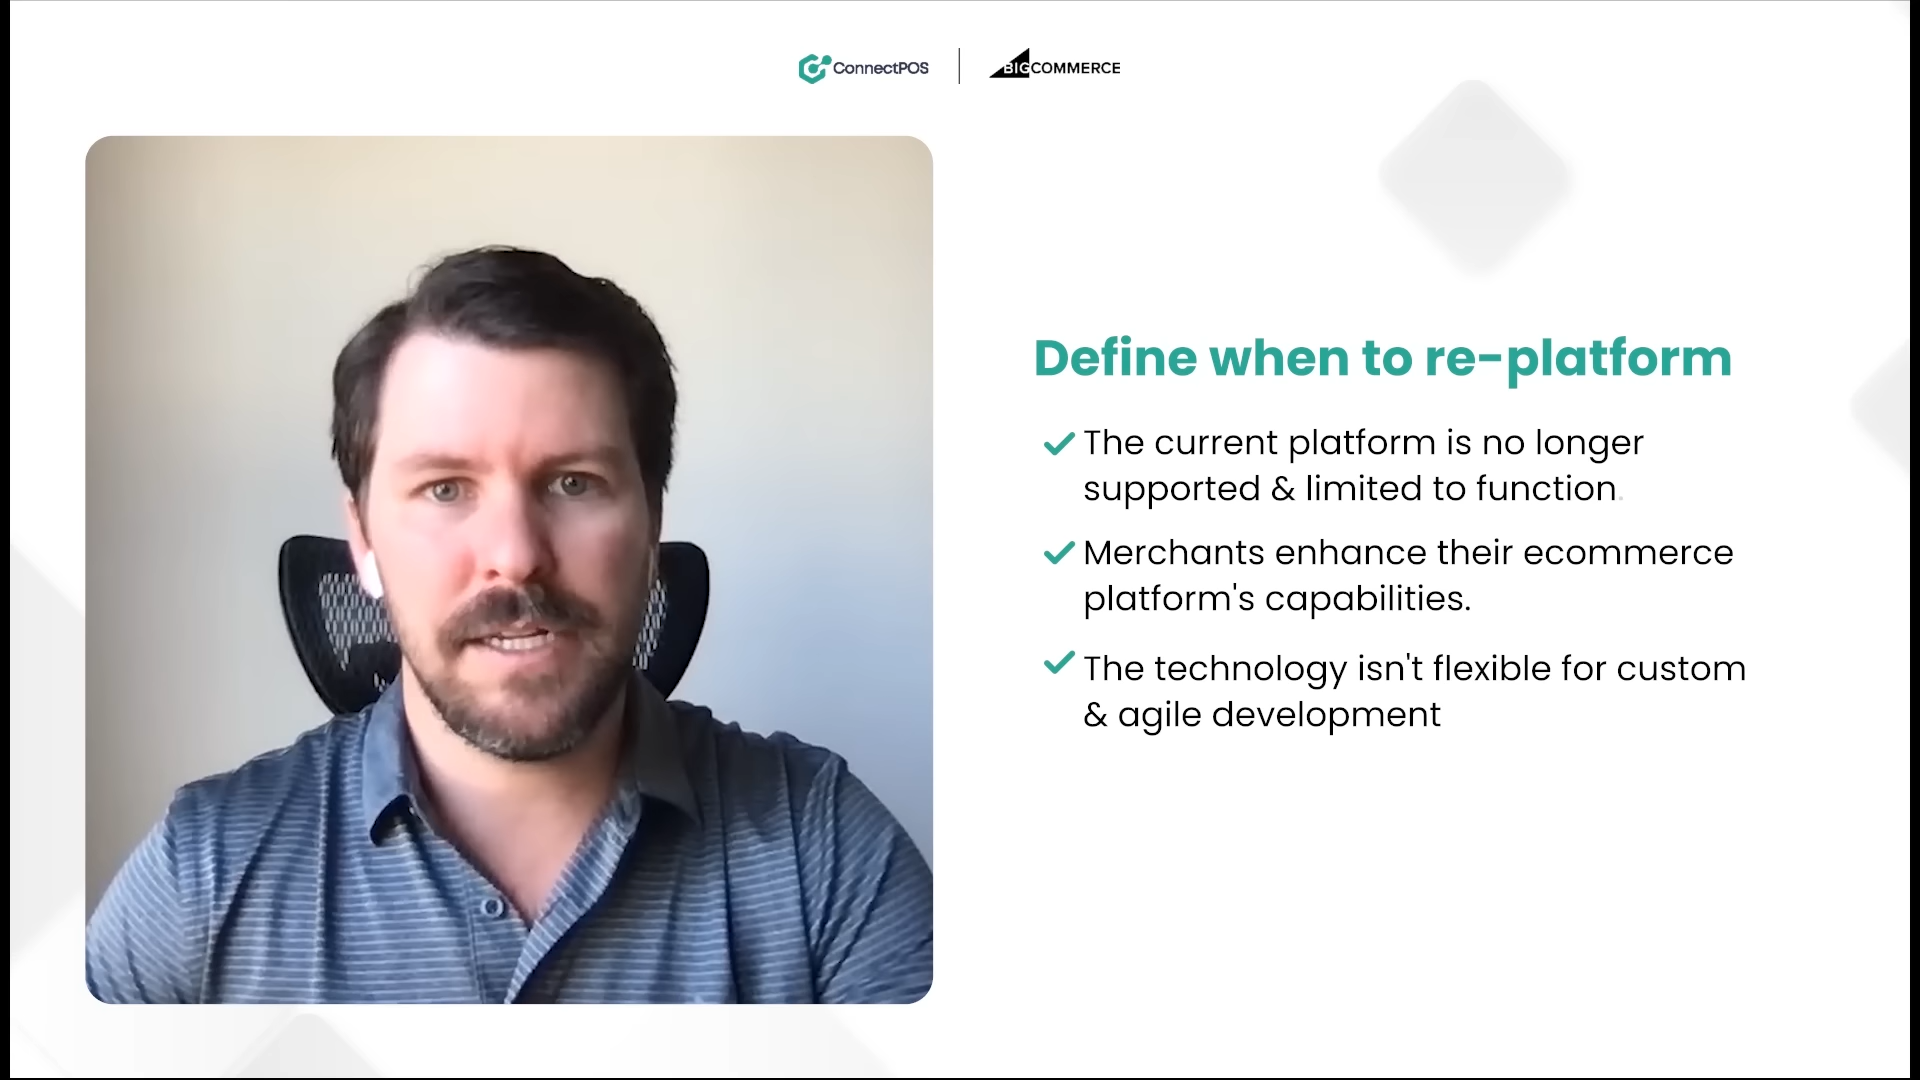 ConnectPOS
BIGCOMMERCE
Define when to re-platform
The current platform is no longer
supported & limited to function.
Merchants enhance their ecommerce
platform's capabilities.
The technology isn't flexible for custom
& agile development